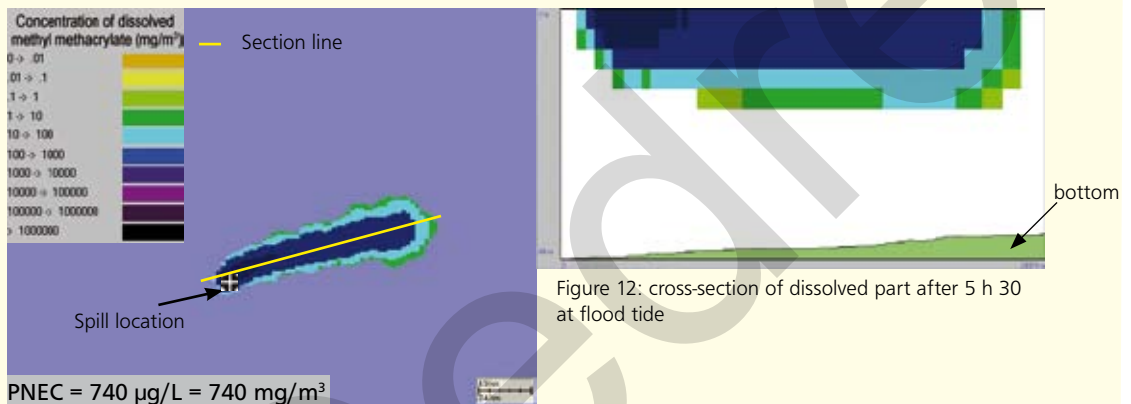 Concentration of dissolved
methyl methacrylate (mg/m³)
0 -> .01
.01 -> .1
.1 -> 1
1 -> 10
10 -> 100
100 -> 1000
1000 -> 10000
10000 -> 100000
100000 -> 1000000
> 1000000
Section line
Spill location
PNEC = 740 µg/L = 740 mg/m³
bottom
Figure 12: cross-section of dissolved part after 5 h 30
at flood tide